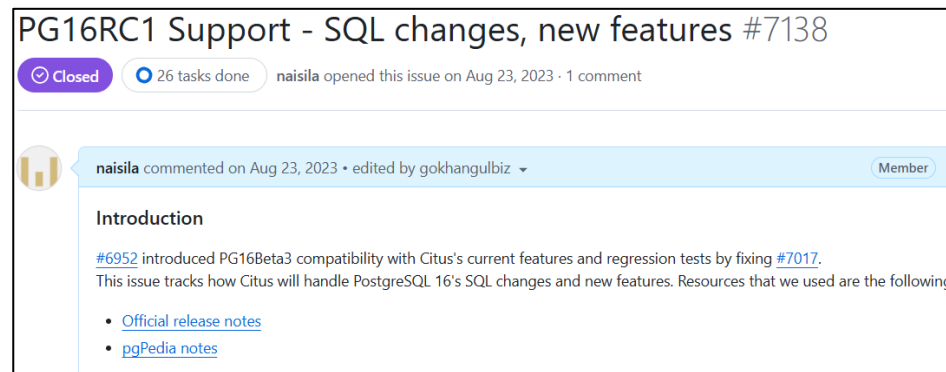 PG16RC1 Support - SQL changes, new features #7138
Closed 26 tasks done naisila opened this issue on Aug 23, 2023 · 1 comment
naisila commented on Aug 23, 2023 • edited by gokhangulbiz Member
Introduction
#6952 introduced PG16Beta3 compatibility with Citus's current features and regression tests by fixing #7017.
This issue tracks how Citus will handle PostgreSQL 16's SQL changes and new features. Resources that we used are the following
• Official release notes
• pgPedia notes